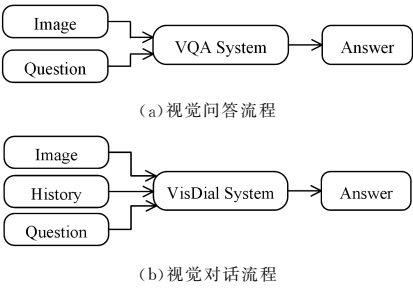 Image
VQA System
Answer
Question
(a)视觉问答流程
Image
History
VisDial System
Answer
Question
(b)视觉对话流程